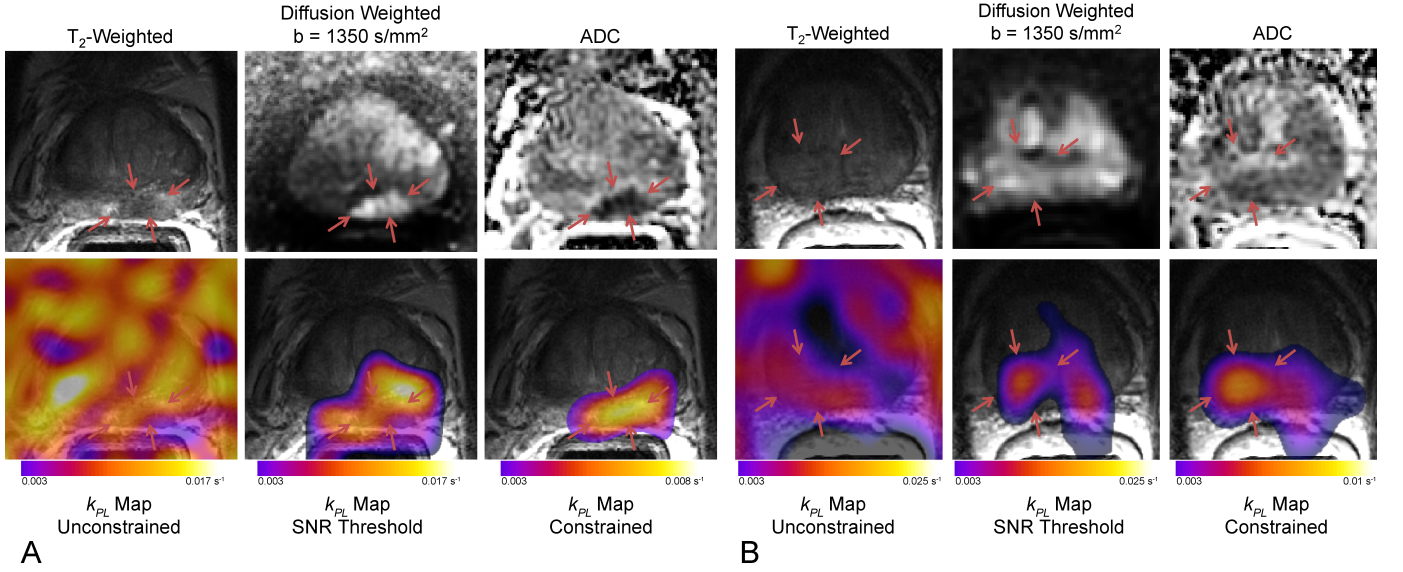 T2-Weighted
Diffusion Weighted
b = 1350 s/mm2
ADC
0.003
0.017 s-1
0.003
0.017 s-1
0.003
0.008 s-1
kPL Map
Unconstrained
kPL Map
SNR Threshold
kPL Map
Constrained
A
T2-Weighted
Diffusion Weighted
b = 1350 s/mm2
ADC
0.003
0.025 s-1
0.003
0.025 s-1
0.003
0.01 s-1
kPL Map
Unconstrained
kPL Map
SNR Threshold
kPL Map
Constrained
B